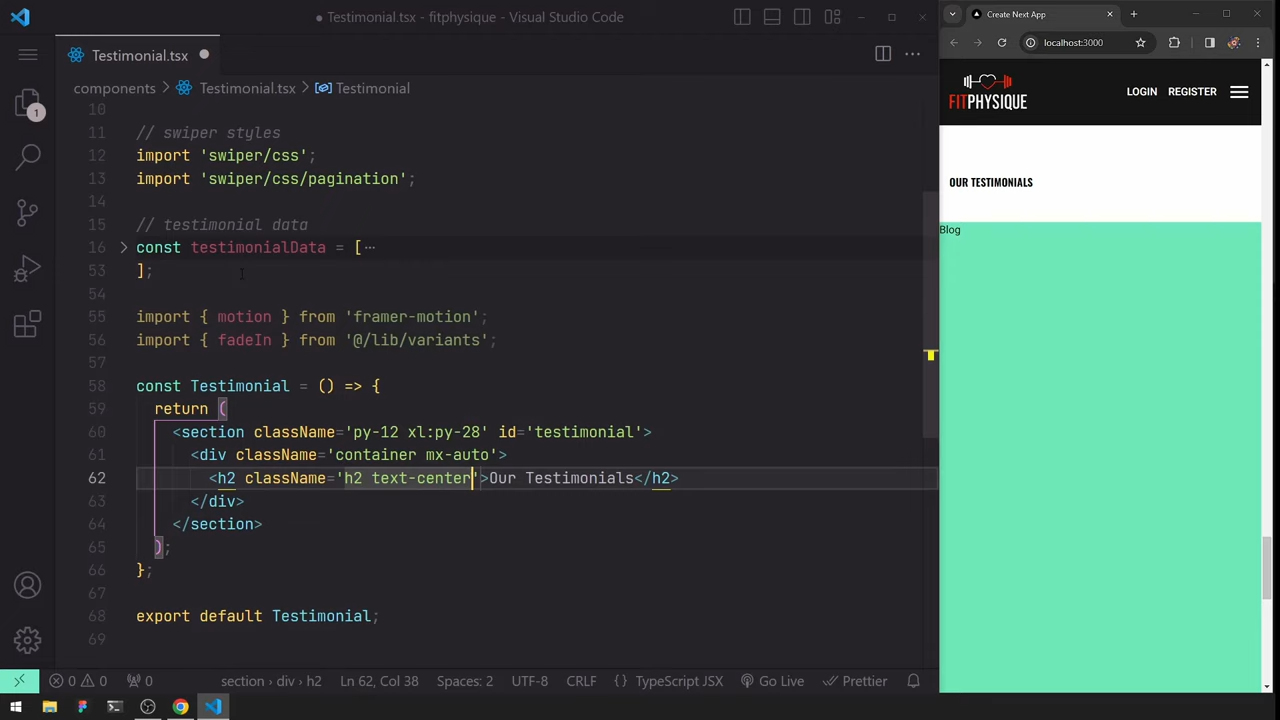 ● Testimonial.tsx - fitphysique - Visual Studio Code
Testimonial.tsx ●
components > Testimonial.tsx > Testimonial
1
10
11 // swiper styles
12 import 'swiper/css';
13 import 'swiper/css/pagination';
14
15 // testimonial data
16 const testimonialData = […
53 ];
54
55 import { motion } from 'framer-motion';
56 import { fadeIn } from '@/lib/variants';
57
58 const Testimonial = () => {
59 return (
60 <section className='py-12 xl:py-28' id='testimonial'>
61 <div className='container mx-auto'>
62 <h2 className='h2 text-center'>Our Testimonials</h2>
63 </div>
64 </section>
65 );
66 };
67
68 export default Testimonial;
69
0 0 0 section > div > h2 Ln 62, Col 38 Spaces: 2 UTF-8 CRLF {} TypeScript JSX Go Live Prettier
Create Next App
localhost:3000
FITPHYSIQUE
LOGIN REGISTER
OUR TESTIMONIALS
Blog